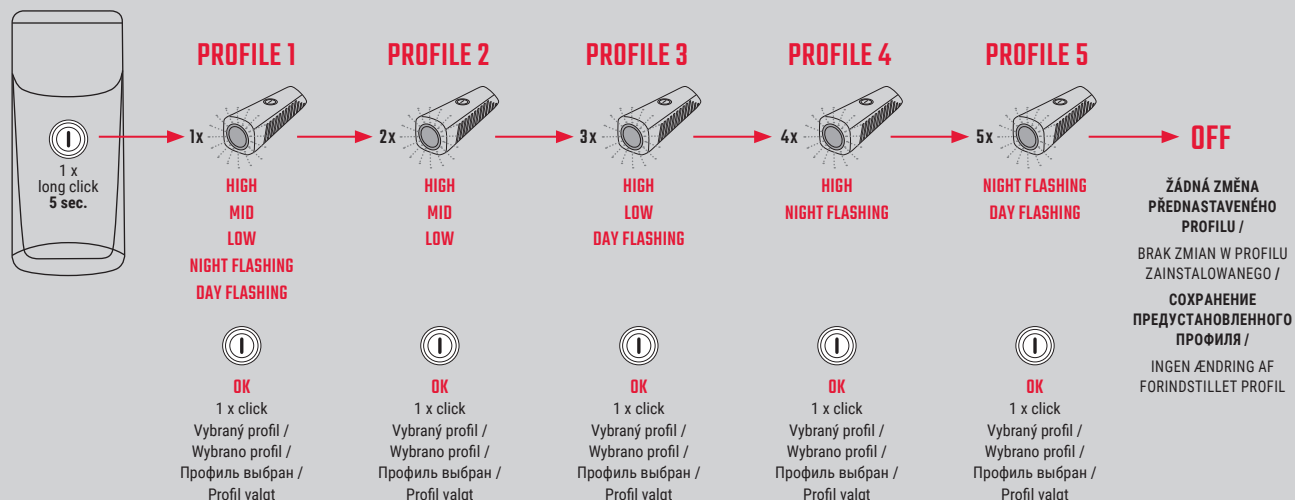 1 x
long click
5 sec.
PROFILE 1
1x
HIGH
MID
LOW
NIGHT FLASHING
DAY FLASHING
OK
1 x click
Vybraný profil /
Wybrano profil /
Профиль выбран /
Profil valgt
PROFILE 2
2x
HIGH
MID
LOW
OK
1 x click
Vybraný profil /
Wybrano profil /
Профиль выбран /
Profil valgt
PROFILE 3
3x
HIGH
LOW
DAY FLASHING
OK
1 x click
Vybraný profil /
Wybrano profil /
Профиль выбран /
Profil valgt
PROFILE 4
4x
HIGH
NIGHT FLASHING
OK
1 x click
Vybraný profil /
Wybrano profil /
Профиль выбран /
Profil valgt
PROFILE 5
5x
NIGHT FLASHING
DAY FLASHING
OK
1 x click
Vybraný profil /
Wybrano profil /
Профиль выбран /
Profil valgt
OFF
ŽÁDNÁ ZMĚNA
PŘEDNASTAVENÉHO
PROFILU /
BRAK ZMIAN W PROFILU
ZAINSTALOWANEGO /
СОХРАНЕНИЕ
ПРЕДУСТАНОВЛЕННОГО
ПРОФИЛЯ /
INGEN ÆNDRING AF
FORINDSTILLET PROFIL